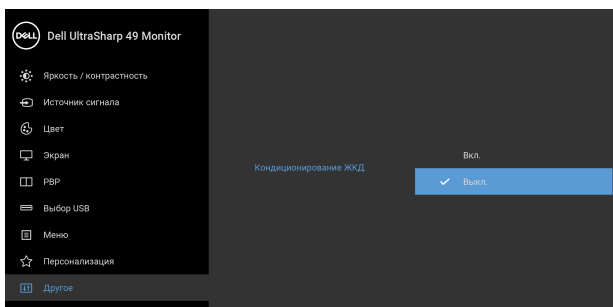 DELL Dell UltraSharp 49 Monitor
Яркость / контрастность
Источник сигнала
Цвет
Экран
PBP
Выбор USB
Меню
Персонализация
Другое
Кондиционирование ЖКД
Вкл.
Выкл.